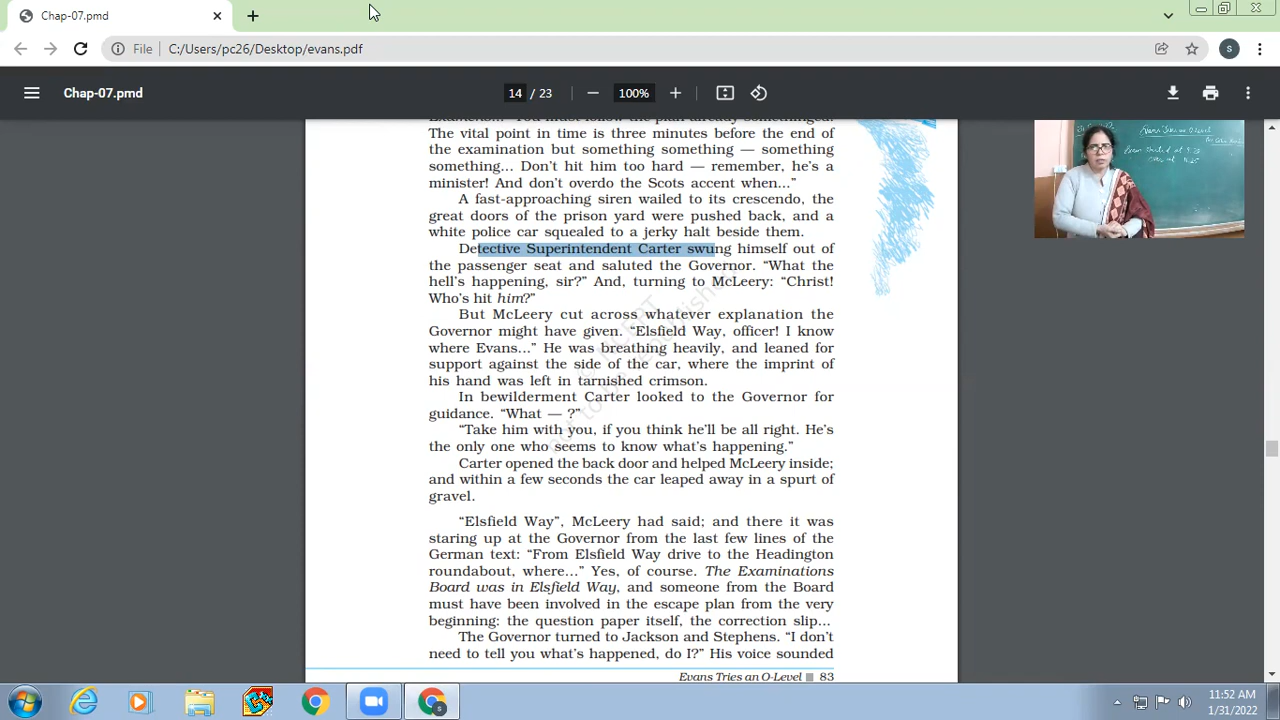 Chap-07.pmd
File
C:/Users/pc26/Desktop/evans.pdf
S
Chap-07.pmd
14 / 23
100%
The vital point in time is three minutes before the end of
the examination but something something — something
something... Don't hit him too hard — remember, he's a
minister! And don't overdo the Scots accent when...”
A fast-approaching siren wailed to its crescendo, the
great doors of the prison yard were pushed back, and a
white police car squealed to a jerky halt beside them.
Detective Superintendent Carter swung himself out of
the passenger seat and saluted the Governor. “What the
hell's happening, sir?” And, turning to McLeery: “Christ!
Who's hit him?”
But McLeery cut across whatever explanation the
Governor might have given. “Elsfield Way, officer! I know
where Evans...” He was breathing heavily, and leaned for
support against the side of the car, where the imprint of
his hand was left in tarnished crimson.
In bewilderment Carter looked to the Governor for
guidance. “What — ?”
“Take him with you, if you think he'll be all right. He's
the only one who seems to know what's happening.”
Carter opened the back door and helped McLeery inside;
and within a few seconds the car leaped away in a spurt of
gravel.
“Elsfield Way”, McLeery had said; and there it was
staring up at the Governor from the last few lines of the
German text: “From Elsfield Way drive to the Headington
roundabout, where...” Yes, of course. The Examinations
Board was in Elsfield Way, and someone from the Board
must have been involved in the escape plan from the very
beginning: the question paper itself, the correction slip...
The Governor turned to Jackson and Stephens. “I don't
need to tell you what's happened, do I?” His voice sounded
Evans Tries an O-Level 83
11:52 AM
1/31/2022